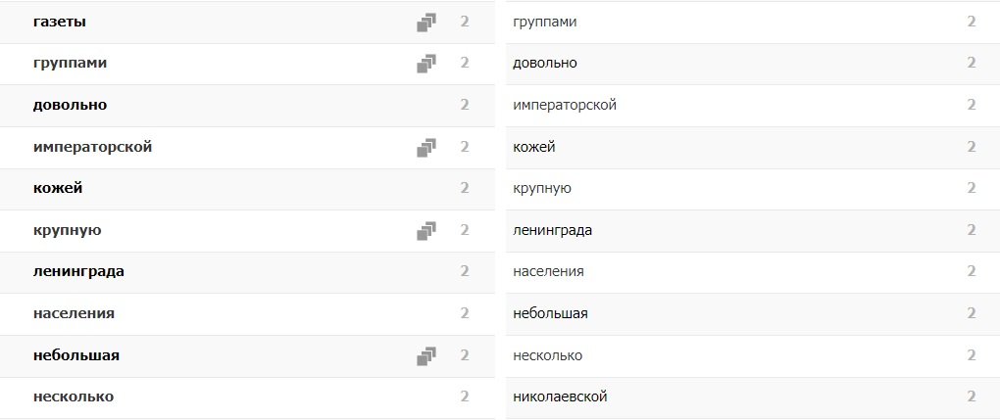 газеты 2
группами 2
довольно 2
императорской 2
кожей 2
крупную 2
ленинграда 2
населения 2
небольшая 2
несколько 2
группами 2
довольно 2
императорской 2
кожей 2
крупную 2
ленинграда 2
населения 2
небольшая 2
несколько 2
николаевской 2